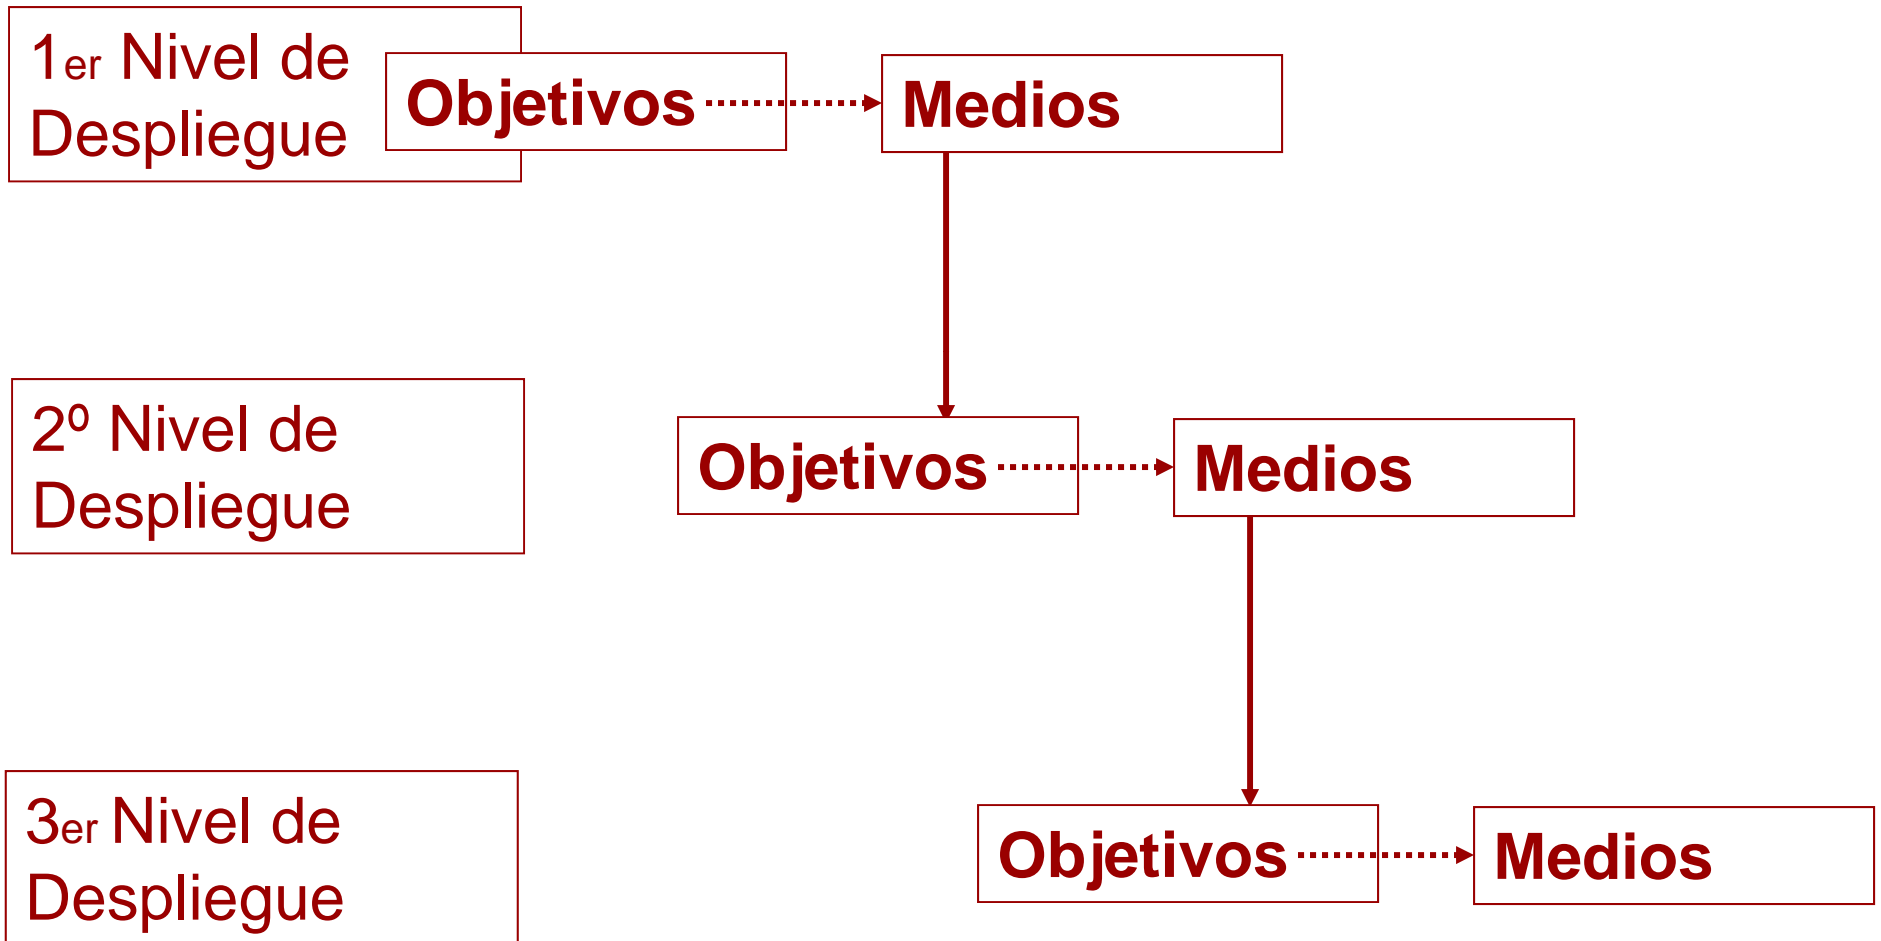 1er Nivel de
Despliegue
Objetivos
Medios
2º Nivel de
Despliegue
Objetivos
Medios
3er Nivel de
Despliegue
Objetivos
Medios